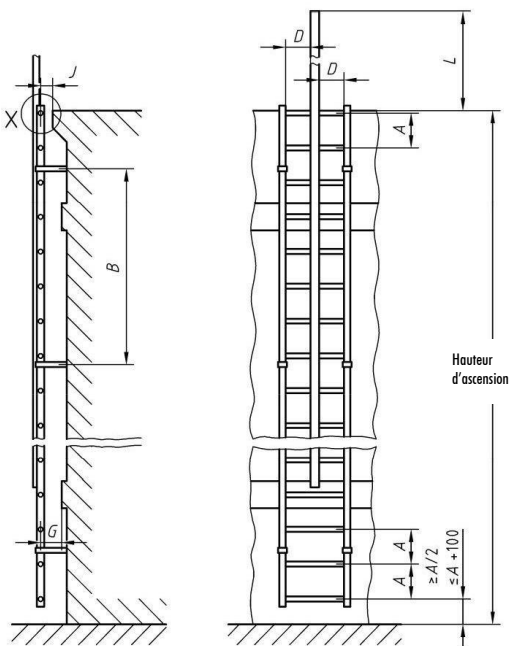 D
L
J
D
X
A
B
Hauteur
d'ascension
G
A
A
≥A/2
≤A +100